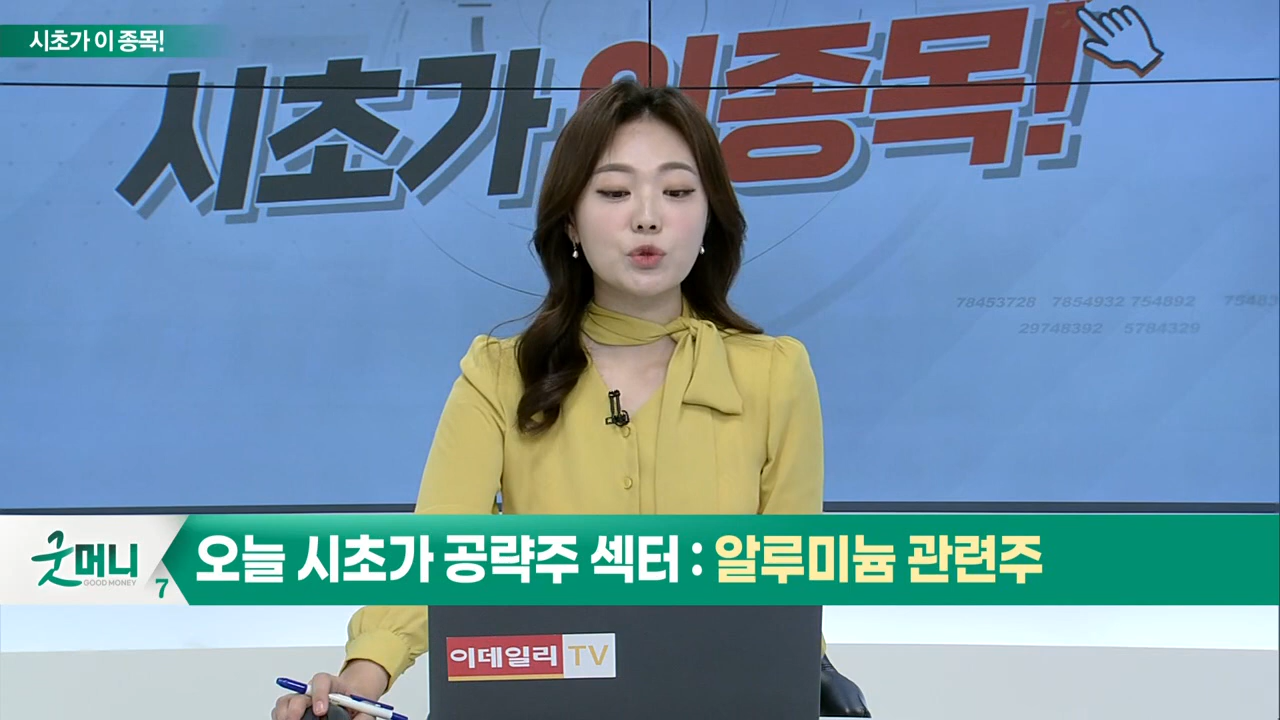 시초가 이 종목!
시초가 이종목!
78453728 7854932 754892
29748392 5784329
굿머니
GOOD MONEY
7
오늘 시초가 공략주 섹터 : 알루미늄 관련주
이데일리 TV